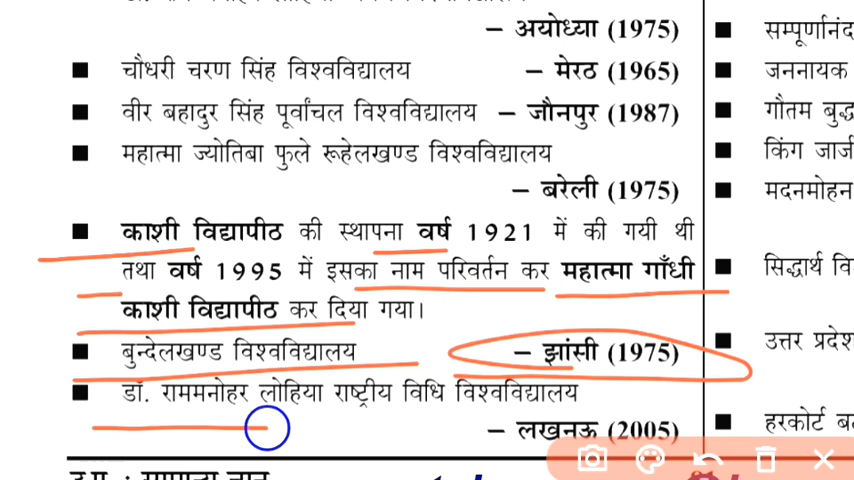 – अयोध्या (1975)
■ चौधरी चरण सिंह विश्वविद्यालय – मेरठ (1965)
■ वीर बहादुर सिंह पूर्वांचल विश्वविद्यालय – जौनपुर (1987)
■ महात्मा ज्योतिबा फुले रूहेलखण्ड विश्वविद्यालय
– बरेली (1975)
■ काशी विद्यापीठ की स्थापना वर्ष 1921 में की गयी थी
तथा वर्ष 1995 में इसका नाम परिवर्तन कर महात्मा गाँधी
काशी विद्यापीठ कर दिया गया।
■ बुन्देलखण्ड विश्वविद्यालय – झांसी (1975)
■ डॉ. राममनोहर लोहिया राष्ट्रीय विधि विश्वविद्यालय
– लखनऊ (2005)
■ सम्पूर्णानंद
■ जननायक
■ गौतम बुद्ध
■ किंग जार्ज
■ मदनमोहन
■ सिद्धार्थ वि
■ उत्तर प्रदेश
■ हरकोर्ट बट